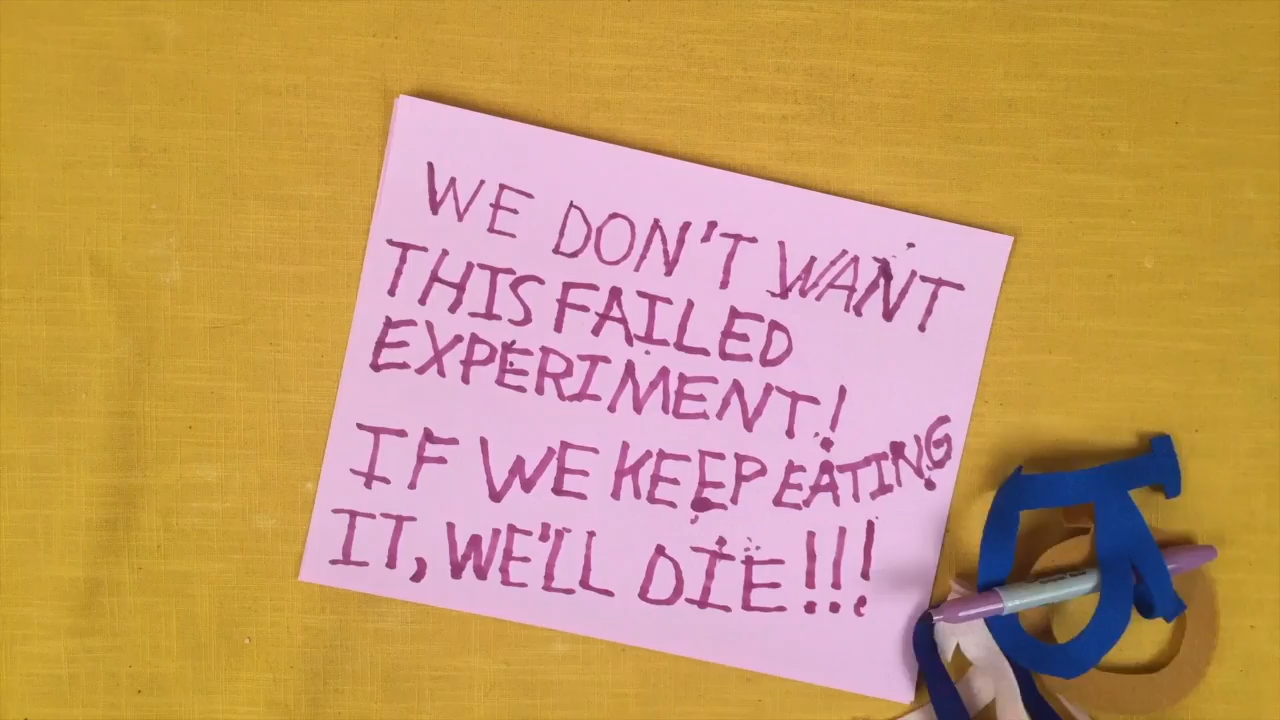 WE DON'T WANT
THIS FAILED
EXPERIMENT!
IF WE KEEP EATING
IT, WE'LL DIE!!!